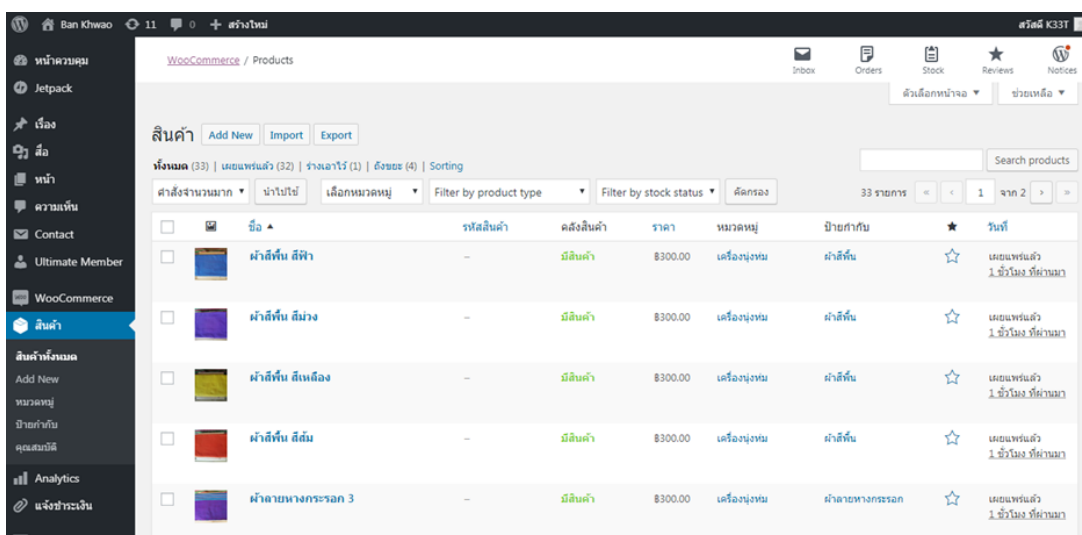 Ban Khwao 11 0 + สร้างใหม่ สวัสดี K33T
หน้าควบคุม
Jetpack
เรื่อง
สื่อ
หน้า
ความเห็น
Contact
Ultimate Member
WooCommerce
สินค้า
สินค้าทั้งหมด
Add New
หมวดหมู่
ป้ายกำกับ
คุณสมบัติ
Analytics
แจ้งชำระเงิน
WooCommerce / Products
Inbox Orders Stock Reviews Notices
ตัวเลือกหน้าจอ ▼ ช่วยเหลือ ▼
สินค้า Add New Import Export
ทั้งหมด (33) | เผยแพร่แล้ว (32) | ร่างเอาไว้ (1) | ถังขยะ (4) | Sorting
Search products
คำสั่งจำนวนมาก ▼ นำไปใช้ เลือกหมวดหมู่ ▼ Filter by product type ▼ Filter by stock status ▼ คัดกรอง 33 รายการ « ‹ 1 จาก 2 › »
ชื่อ ▲ รหัสสินค้า คลังสินค้า ราคา หมวดหมู่ ป้ายกำกับ ★ วันที่
ผ้าสีพื้น สีฟ้า – มีสินค้า ฿300.00 เครื่องนุ่งห่ม ผ้าสีพื้น เผยแพร่แล้ว
1 ชั่วโมง ที่ผ่านมา
ผ้าสีพื้น สีม่วง – มีสินค้า ฿300.00 เครื่องนุ่งห่ม ผ้าสีพื้น เผยแพร่แล้ว
1 ชั่วโมง ที่ผ่านมา
ผ้าสีพื้น สีเหลือง – มีสินค้า ฿300.00 เครื่องนุ่งห่ม ผ้าสีพื้น เผยแพร่แล้ว
1 ชั่วโมง ที่ผ่านมา
ผ้าสีพื้น สีส้ม – มีสินค้า ฿300.00 เครื่องนุ่งห่ม ผ้าสีพื้น เผยแพร่แล้ว
1 ชั่วโมง ที่ผ่านมา
ผ้าลายหางกระรอก 3 – มีสินค้า ฿300.00 เครื่องนุ่งห่ม ผ้าลายหางกระรอก เผยแพร่แล้ว
1 ชั่วโมง ที่ผ่านมา